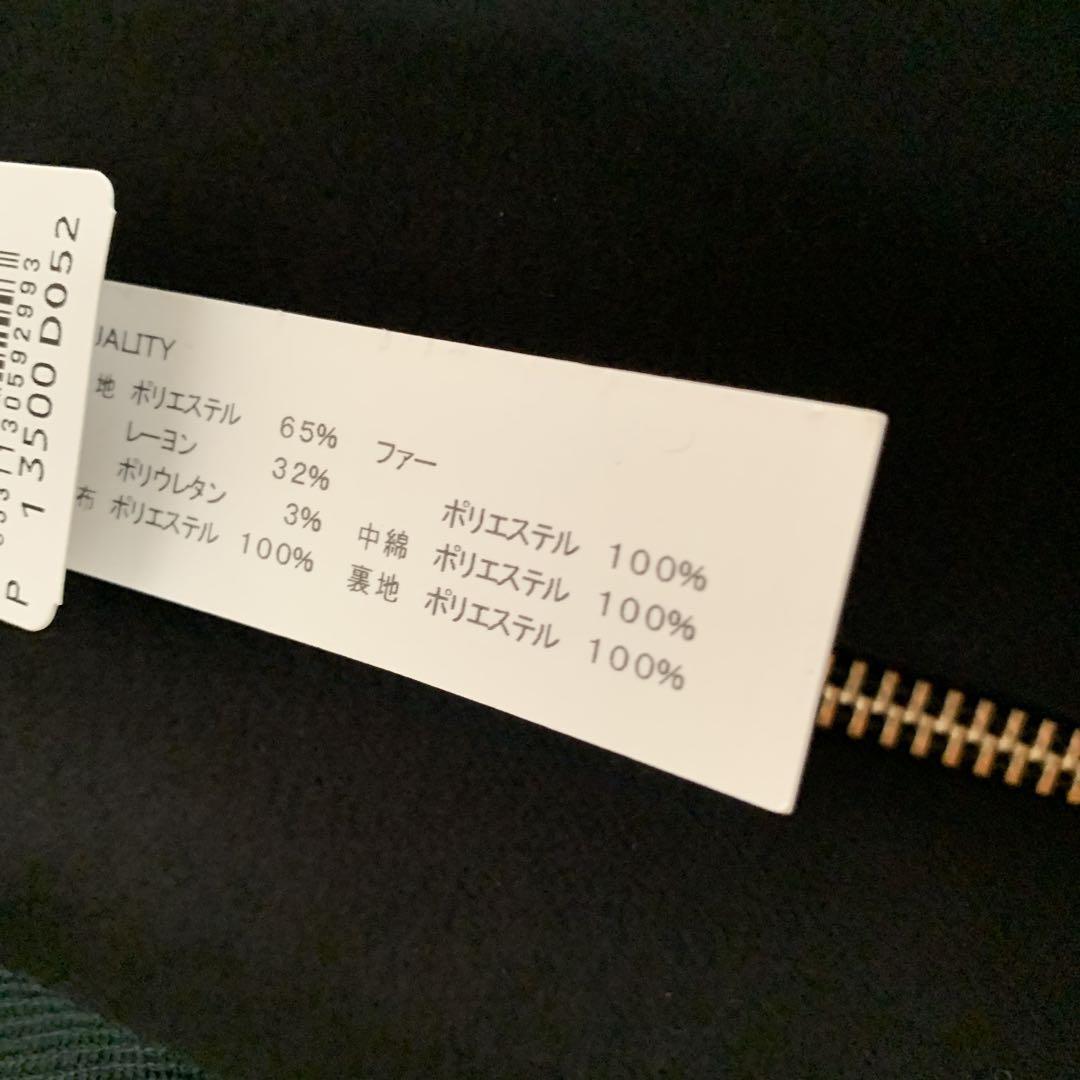 P 13500 D052
UALITY
地 ポリエステル 65%
レーヨン 32%
ポリウレタン 3%
布 ポリエステル 100%
ファー
ポリエステル 100%
中綿 ポリエステル 100%
裏地 ポリエステル 100%